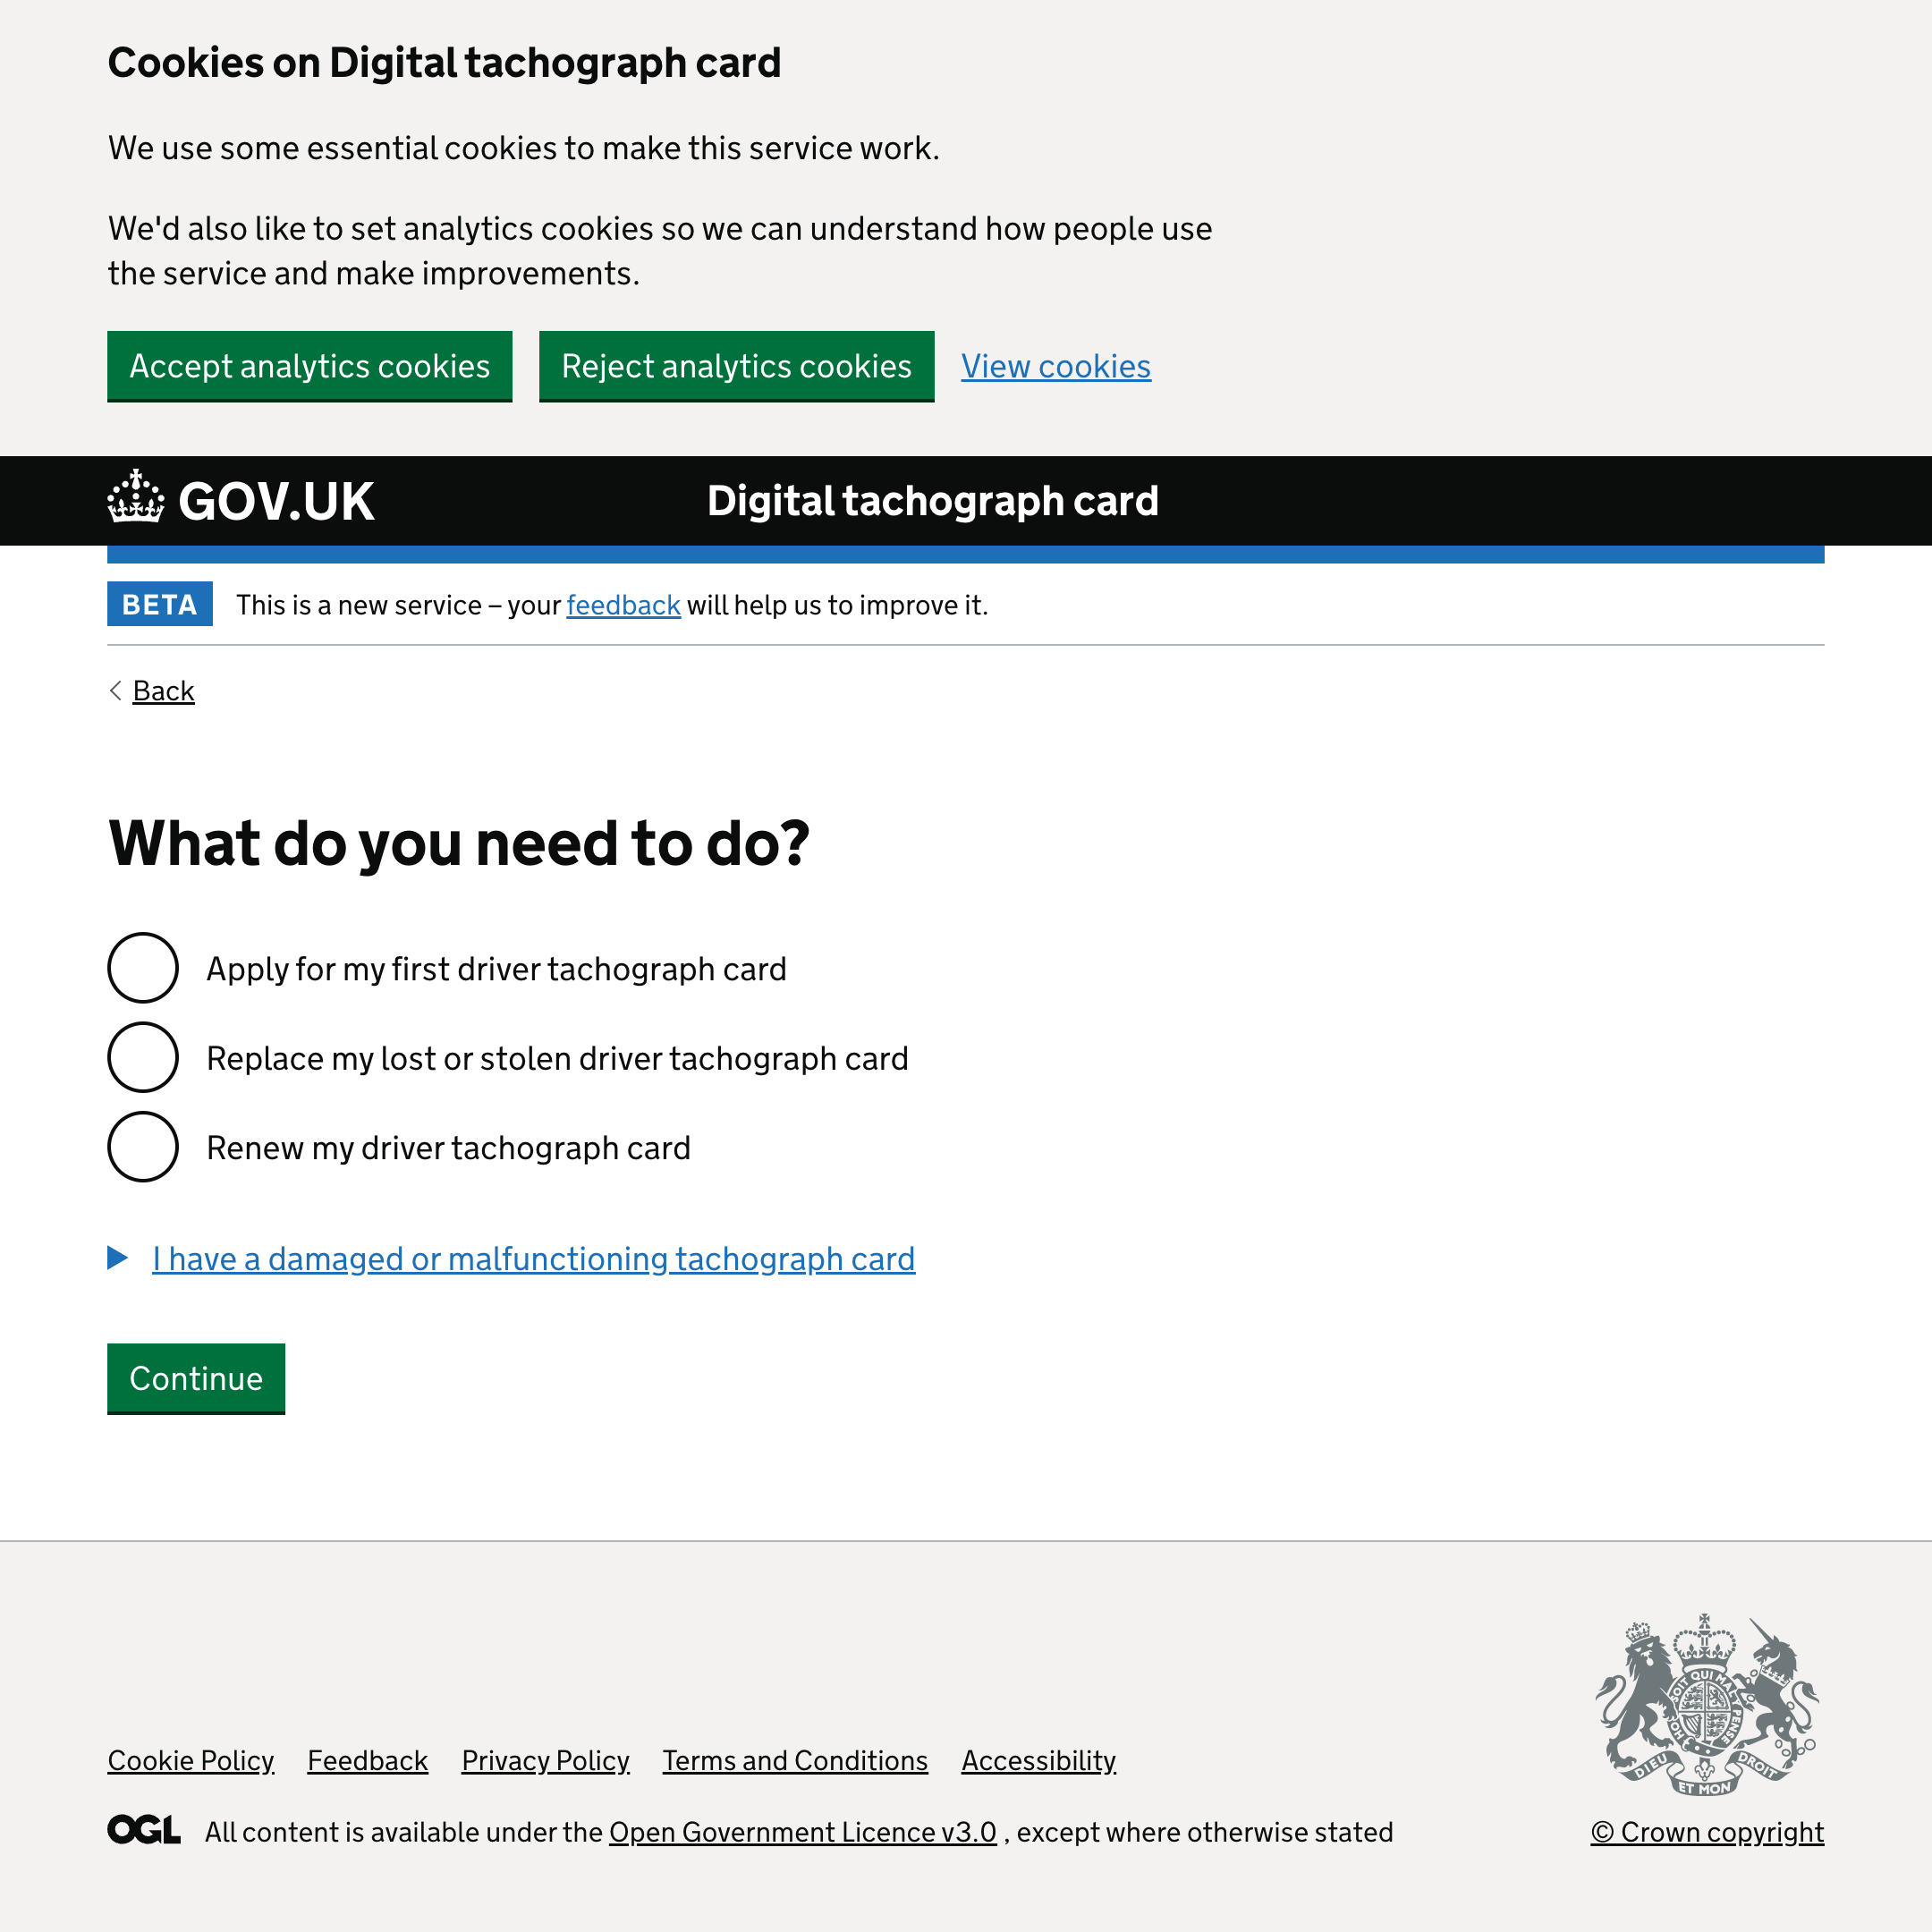 Cookies on Digital tachograph card
We use some essential cookies to make this service work.
We'd also like to set analytics cookies so we can understand how people use
the service and make improvements.
Accept analytics cookies Reject analytics cookies View cookies
GOV.UK Digital tachograph card
BETA This is a new service – your feedback will help us to improve it.
Back
What do you need to do?
Apply for my first driver tachograph card
Replace my lost or stolen driver tachograph card
Renew my driver tachograph card
I have a damaged or malfunctioning tachograph card
Continue
SOIT QUI MAL Y PENSE
HON
DIEU ET MON DROIT
Cookie Policy Feedback Privacy Policy Terms and Conditions Accessibility
OGL All content is available under the Open Government Licence v3.0 , except where otherwise stated
© Crown copyright